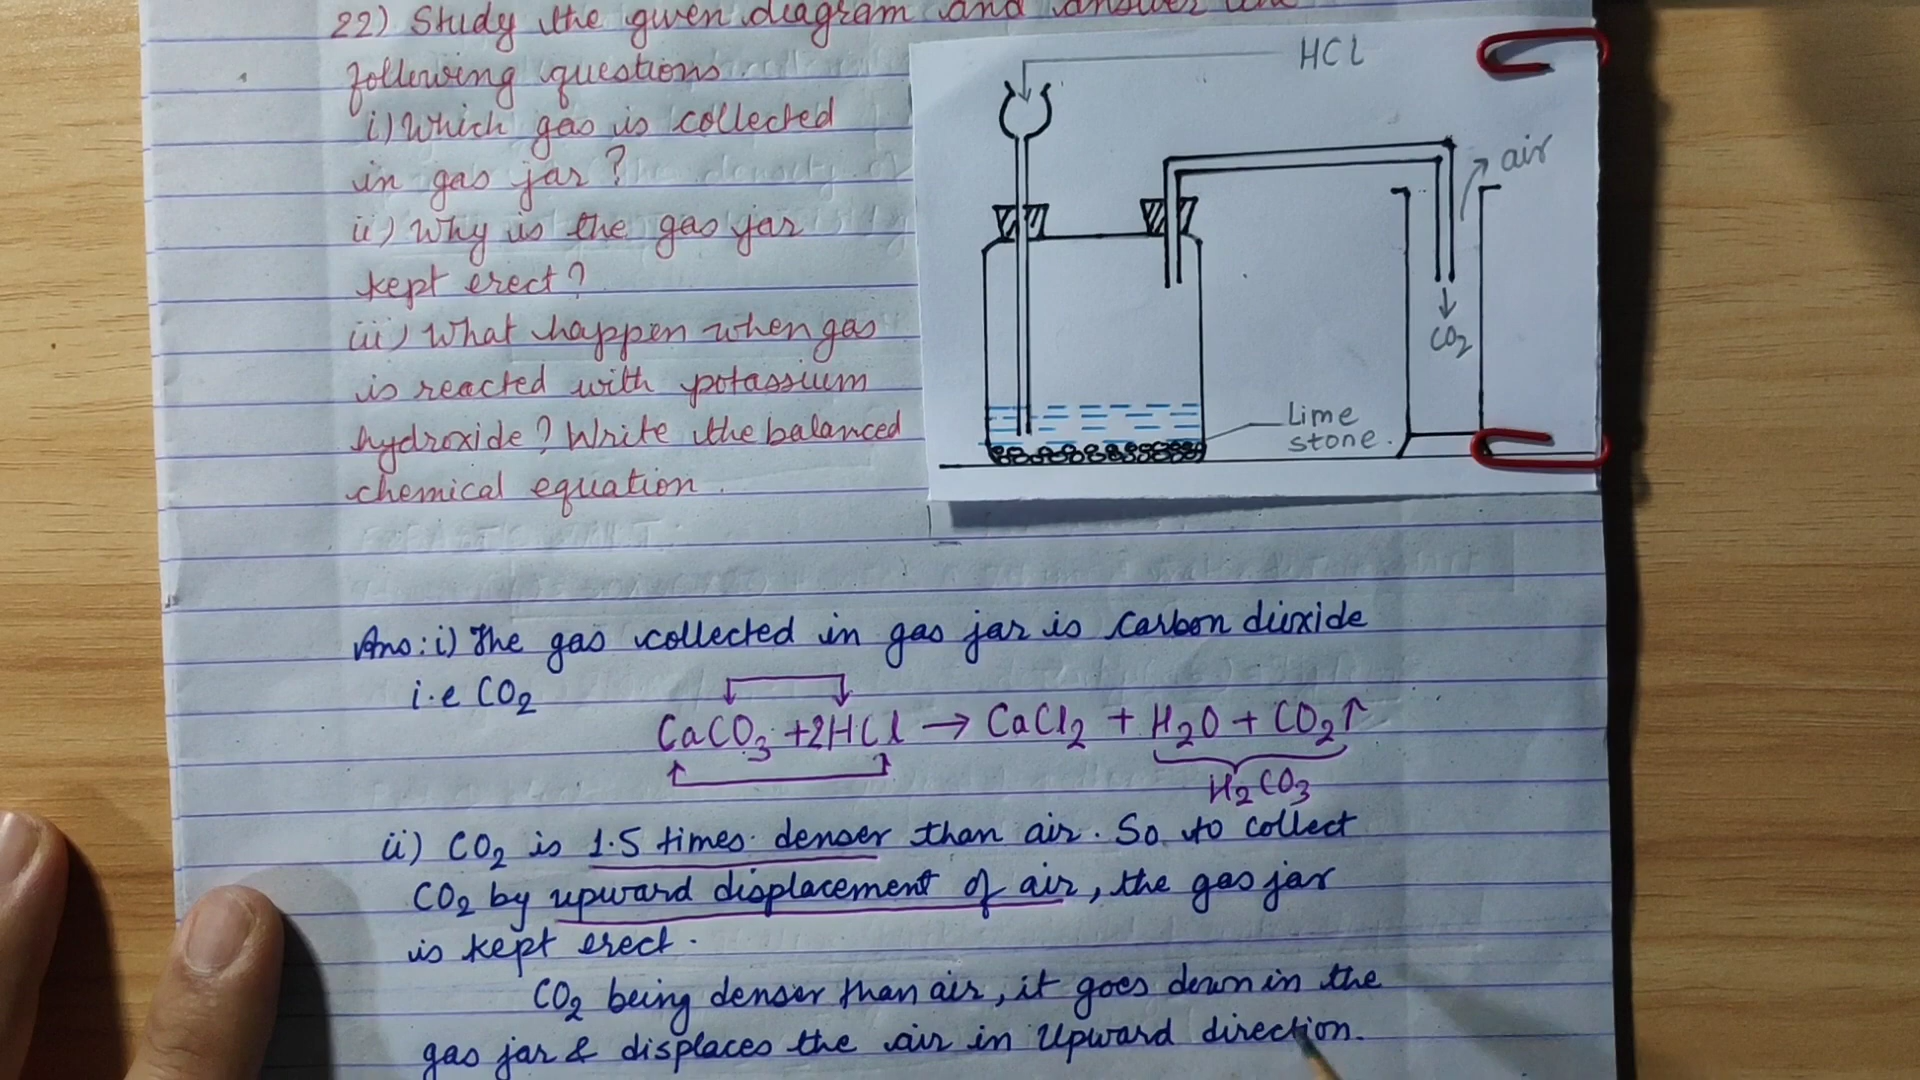 22) Study the given diagram and answer the
following questions.
i) Which gas is collected
in gas jar?
ii) Why is the gas jar
kept erect?
iii) What happen when gas
is reacted with potassium
hydroxide? Write the balanced
chemical equation.
HCl
air
CO2
Lime
stone.
Ans: i) The gas collected in gas jar is carbon dioxide
i.e CO2
CaCO3 +2HCl → CaCl2 + H2O + CO2↑
H2CO3
ii) CO2 is 1.5 times denser than air. So to collect
CO2 by upward displacement of air, the gas jar
is kept erect.
CO2 being denser than air, it goes down in the
gas jar & displaces the air in Upward direction.